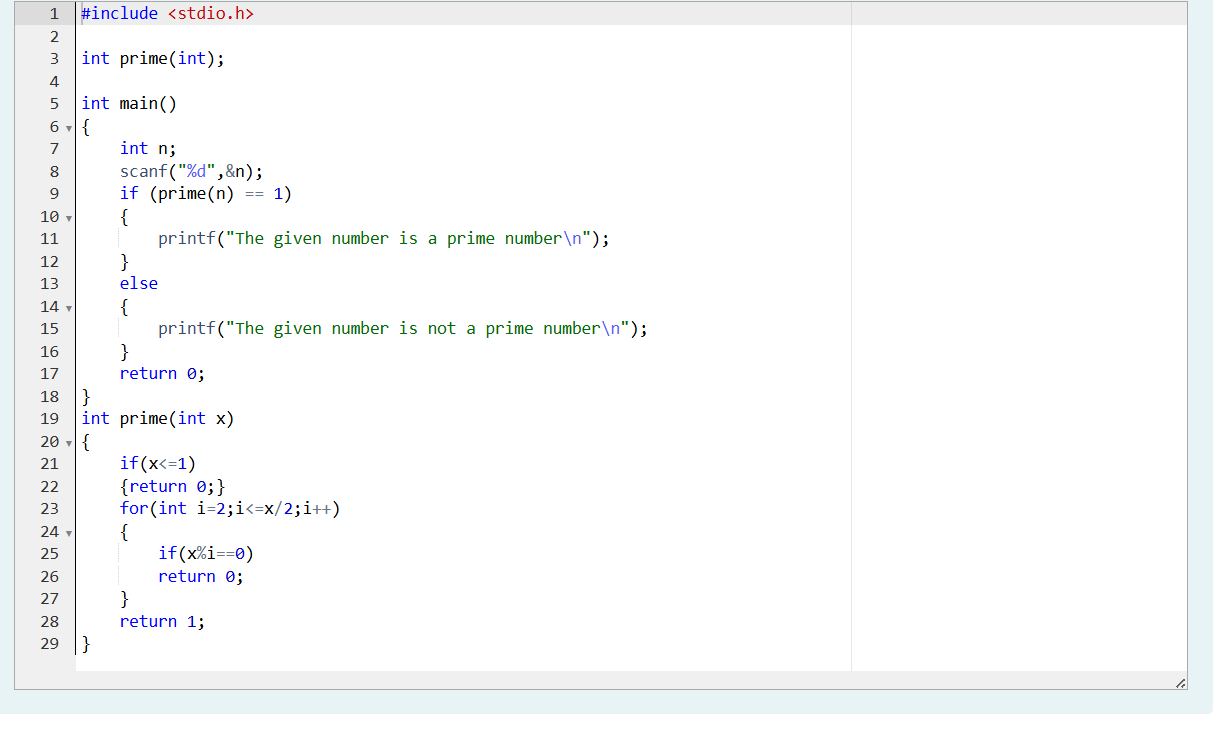 1 #include <stdio.h>
2
3 int prime(int);
4
5 int main()
6 {
7     int n;
8     scanf("%d",&n);
9     if (prime(n) == 1)
10     {
11         printf("The given number is a prime number\n");
12     }
13     else
14     {
15         printf("The given number is not a prime number\n");
16     }
17     return 0;
18 }
19 int prime(int x)
20 {
21     if(x<=1)
22     {return 0;}
23     for(int i=2;i<=x/2;i++)
24     {
25         if(x%i==0)
26         return 0;
27     }
28     return 1;
29 }